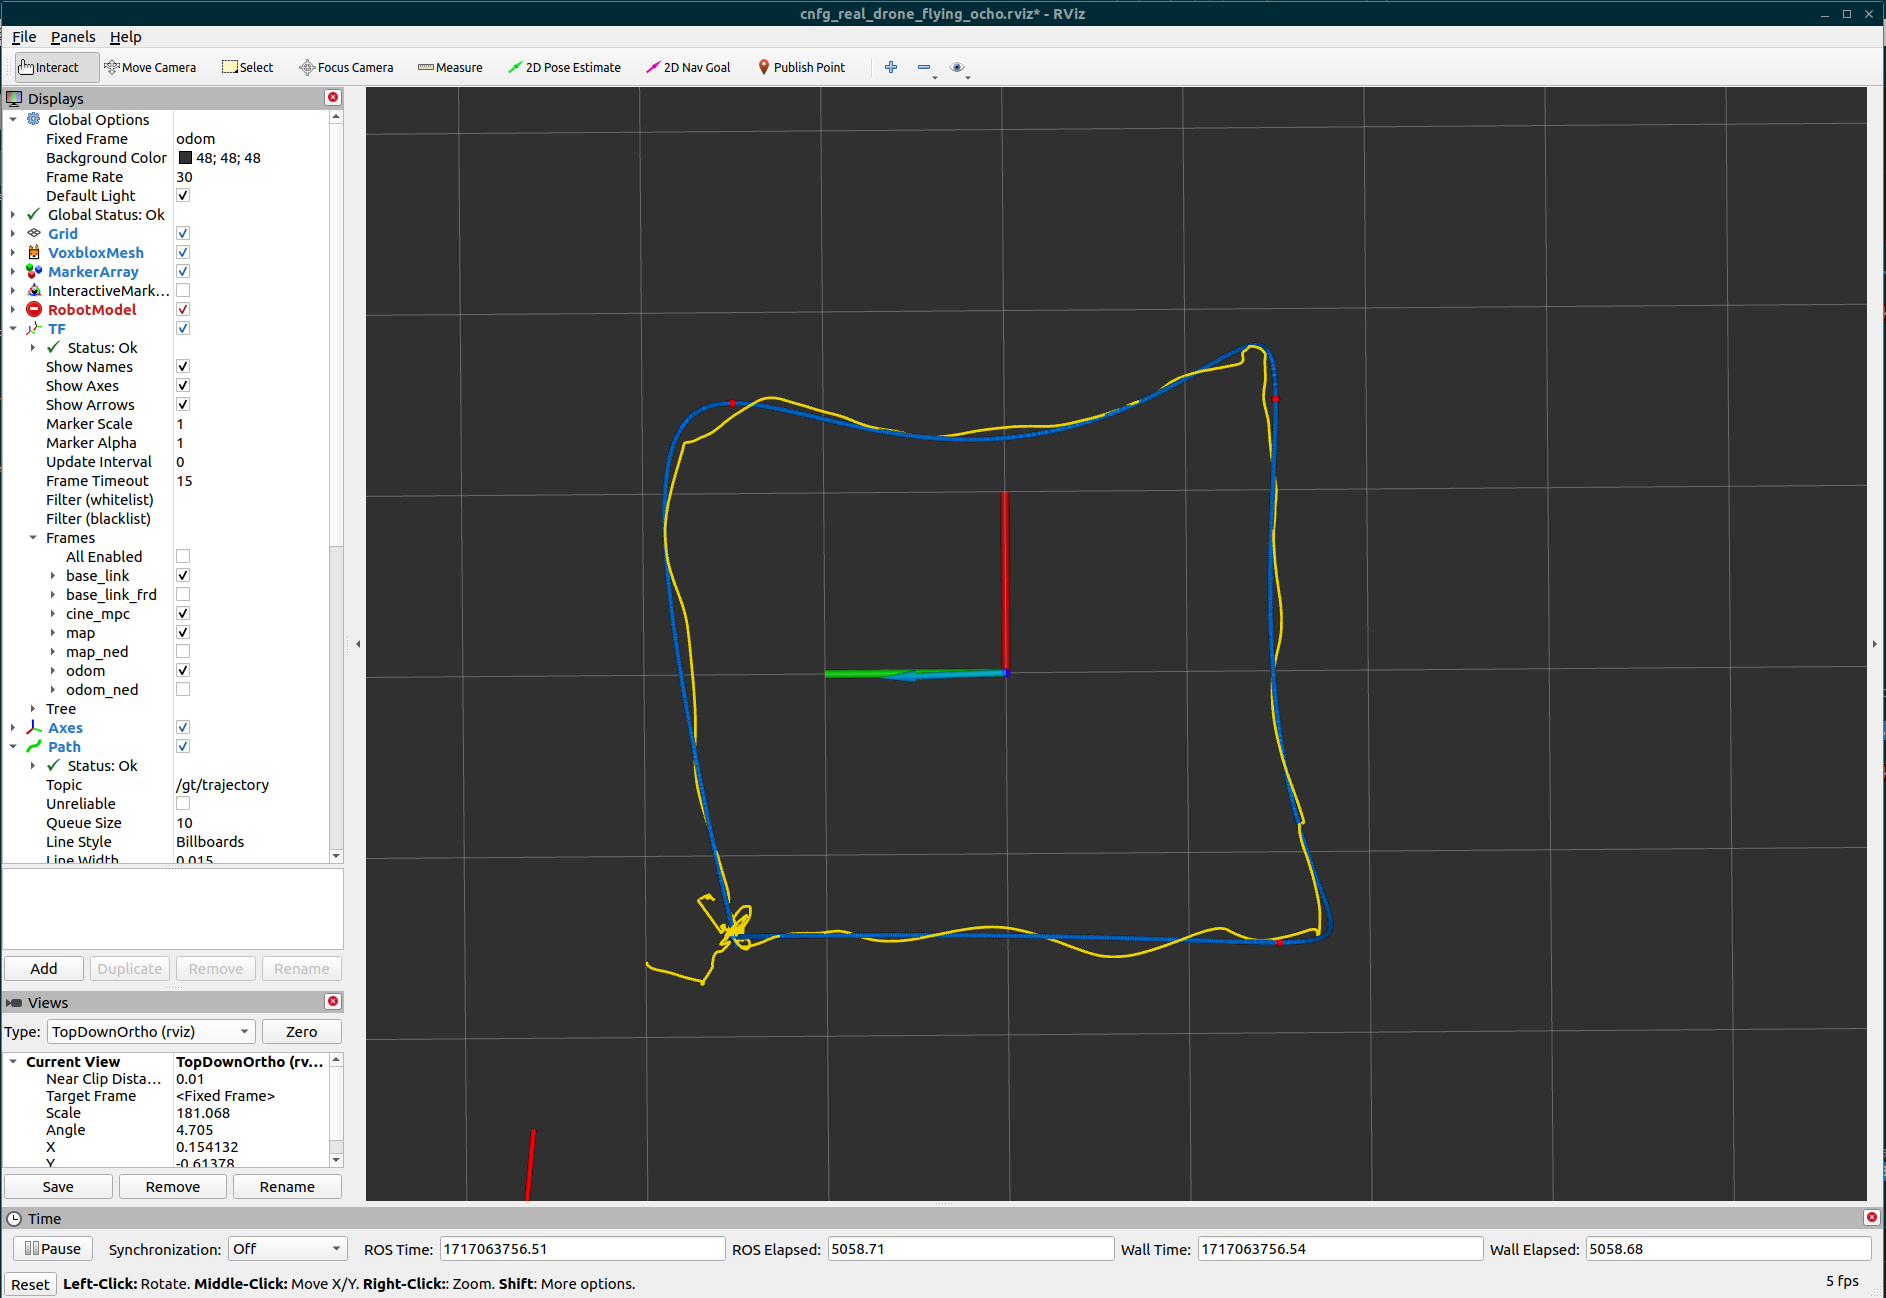 cnfg_real_drone_flying_ocho.rviz* - RViz
File Panels Help
Interact Move Camera Select Focus Camera Measure 2D Pose Estimate 2D Nav Goal Publish Point
Displays
Global Options
Fixed Frame odom
Background Color 48; 48; 48
Frame Rate 30
Default Light
Global Status: Ok
Grid
VoxbloxMesh
MarkerArray
InteractiveMark...
RobotModel
TF
Status: Ok
Show Names
Show Axes
Show Arrows
Marker Scale 1
Marker Alpha 1
Update Interval 0
Frame Timeout 15
Filter (whitelist)
Filter (blacklist)
Frames
All Enabled
base_link
base_link_frd
cine_mpc
map
map_ned
odom
odom_ned
Tree
Axes
Path
Status: Ok
Topic /gt/trajectory
Unreliable
Queue Size 10
Line Style Billboards
Line Width 0.015
Add Duplicate Remove Rename
Views
Type: TopDownOrtho (rviz) Zero
Current View TopDownOrtho (rv...
Near Clip Dista... 0.01
Target Frame <Fixed Frame>
Scale 181.068
Angle 4.705
X 0.154132
Y -0.61378
Save Remove Rename
Time
Pause Synchronization: Off ROS Time: 1717063756.51 ROS Elapsed: 5058.71 Wall Time: 1717063756.54 Wall Elapsed: 5058.68
Reset Left-Click: Rotate. Middle-Click: Move X/Y. Right-Click:: Zoom. Shift: More options. 5 fps